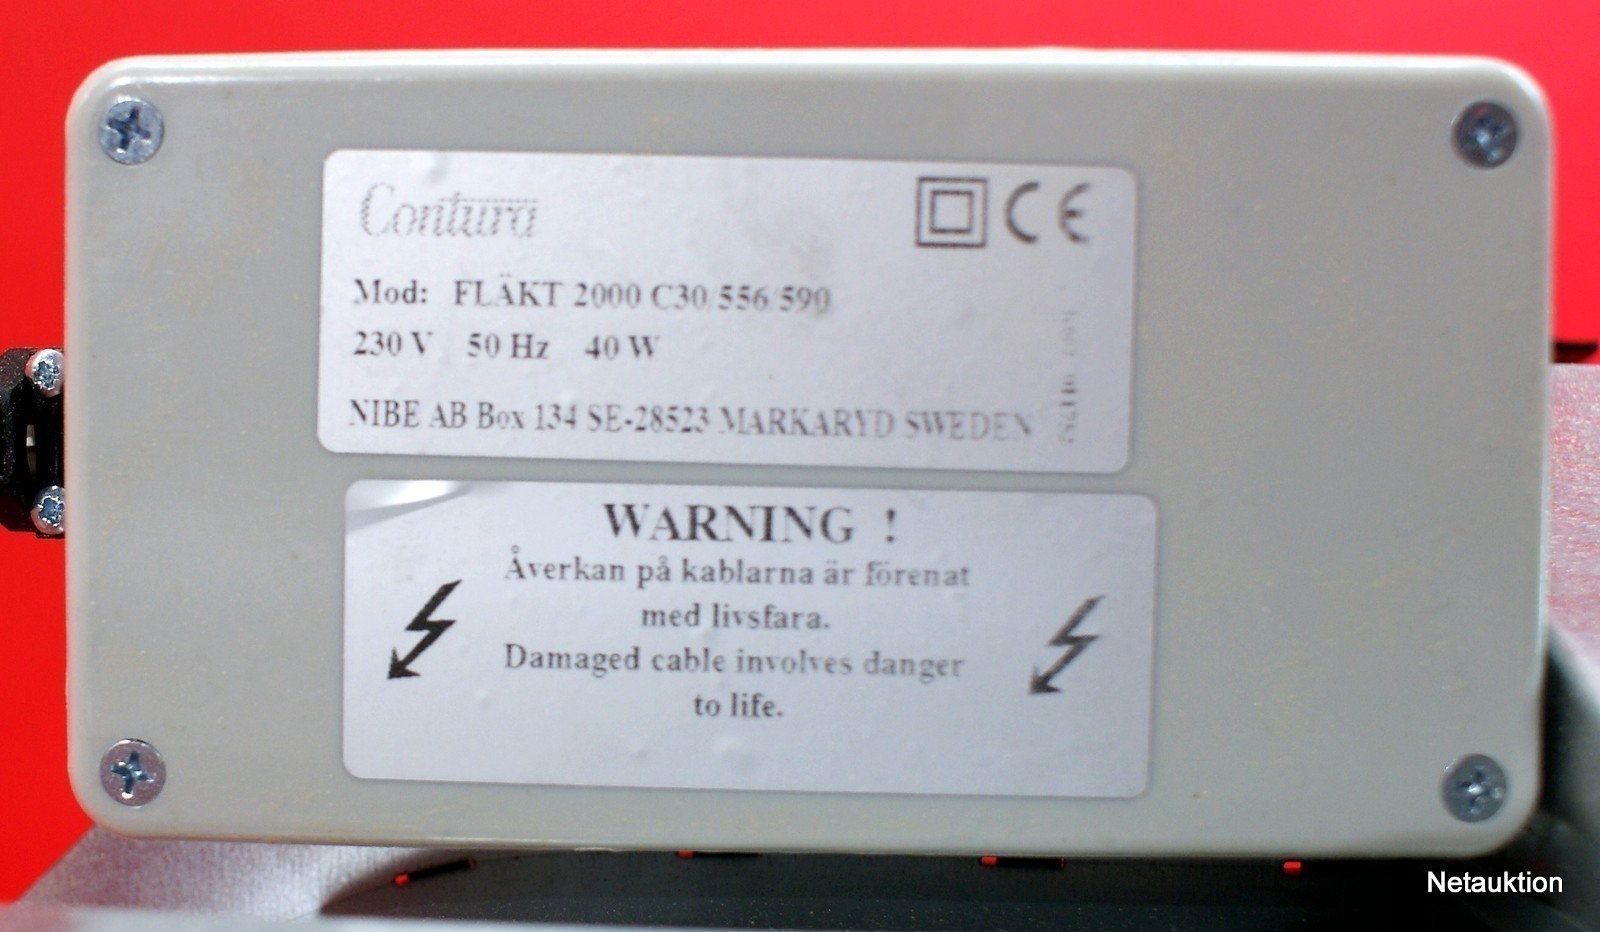 Contura
CE
Mod: FLÄKT 2000 C30/556/590
230 V 50 Hz 40 W
NIBE AB Box 134 SE-28523 MARKARYD SWEDEN
WARNING !
Åverkan på kablarna är förenat
med livsfara.
Damaged cable involves danger
to life.
Netauktion